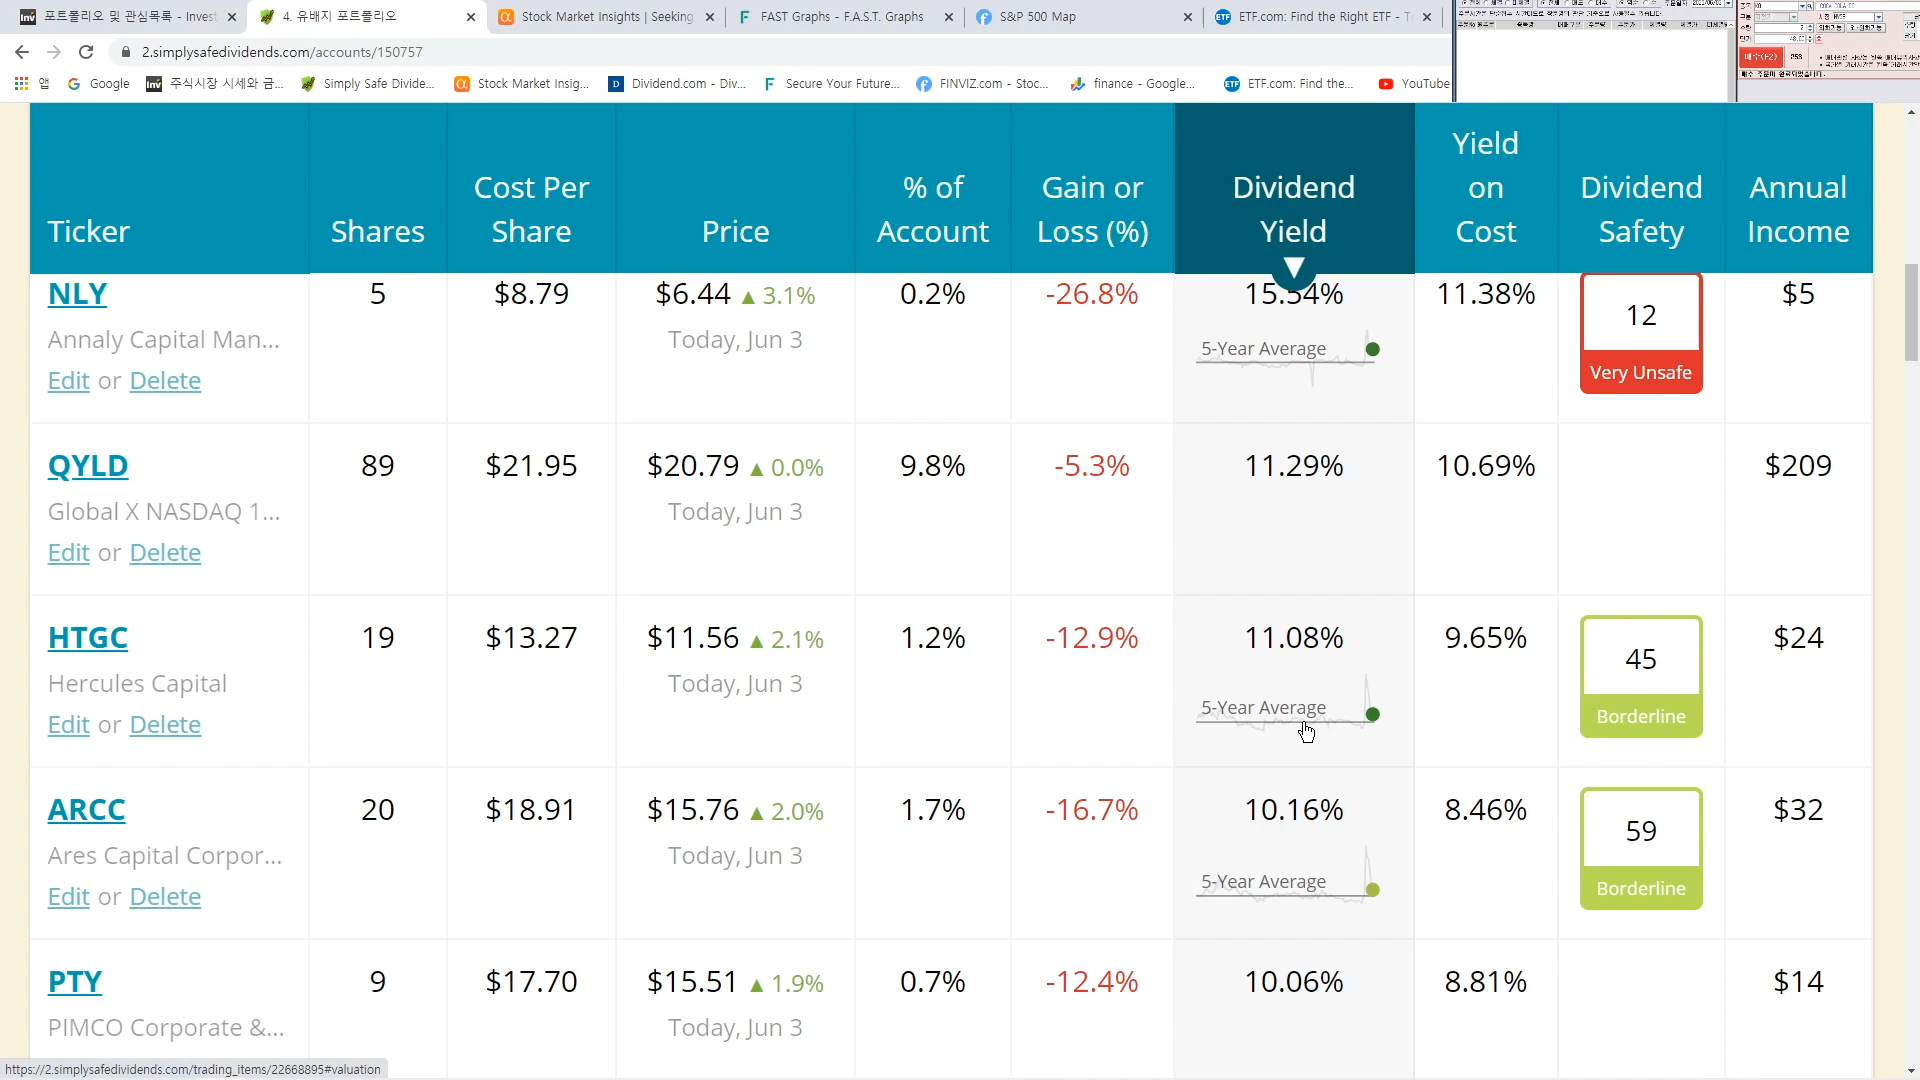 포트폴리오 및 관심목록 - Invest
4. 유배지 포트폴리오
Stock Market Insights | Seeking
FAST Graphs - F.A.S.T. Graphs
S&P 500 Map
ETF.com: Find the Right ETF - T
2.simplysafedividends.com/accounts/150757
앱
Google
주식시장 시세와 금...
Simply Safe Divide...
Stock Market Insig...
Dividend.com - Div...
Secure Your Future...
FINVIZ.com - Stoc...
finance - Google...
ETF.com: Find the...
YouTube
매수(F2)
Ticker
Shares
Cost Per
Share
Price
% of
Account
Gain or
Loss (%)
Dividend
Yield
▼
Yield
on
Cost
Dividend
Safety
Annual
Income
NLY 5 $8.79 $6.44 ▲ 3.1% 0.2% -26.8% 15.54% 11.38% 12 $5
Annaly Capital Man... Today, Jun 3 5-Year Average Very Unsafe
Edit or Delete
QYLD 89 $21.95 $20.79 ▲ 0.0% 9.8% -5.3% 11.29% 10.69% $209
Global X NASDAQ 1... Today, Jun 3
Edit or Delete
HTGC 19 $13.27 $11.56 ▲ 2.1% 1.2% -12.9% 11.08% 9.65% 45 $24
Hercules Capital Today, Jun 3 5-Year Average Borderline
Edit or Delete
ARCC 20 $18.91 $15.76 ▲ 2.0% 1.7% -16.7% 10.16% 8.46% 59 $32
Ares Capital Corpor... Today, Jun 3 5-Year Average Borderline
Edit or Delete
PTY 9 $17.70 $15.51 ▲ 1.9% 0.7% -12.4% 10.06% 8.81% $14
PIMCO Corporate &... Today, Jun 3
https://2.simplysafedividends.com/trading_items/22668895#valuation